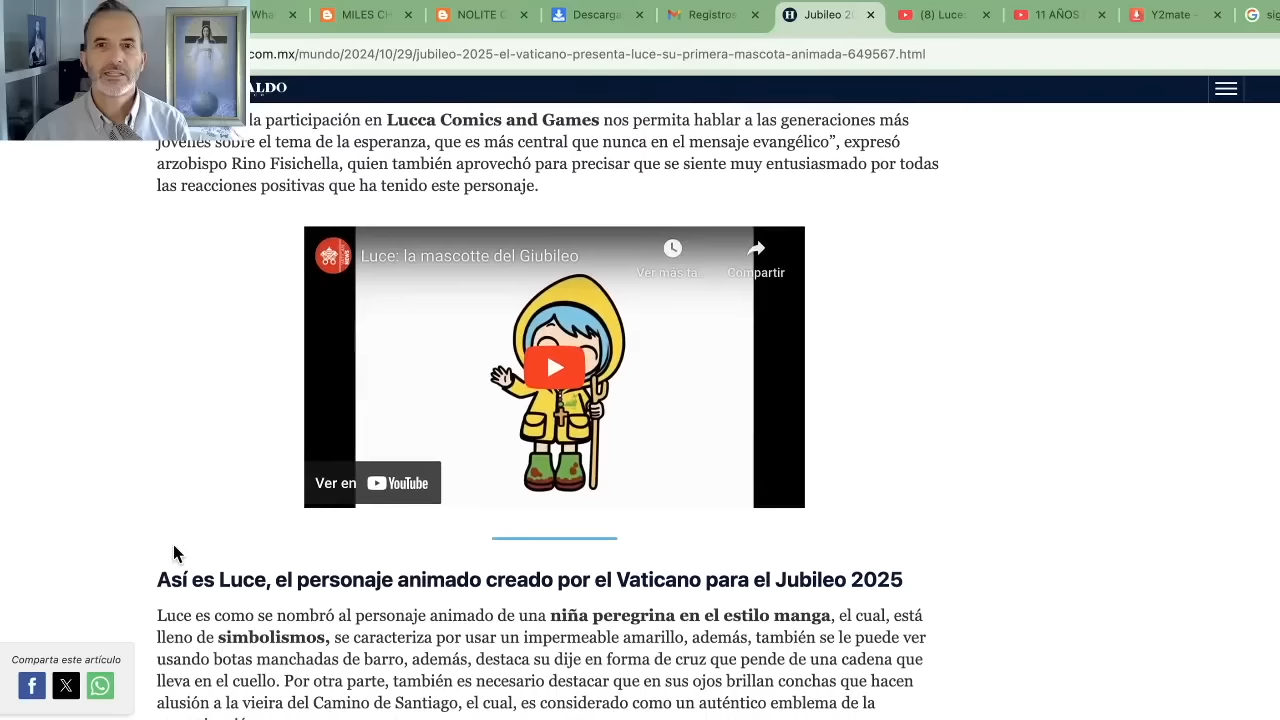 Wha
MILES CH
NOLITE C
Descarga
Registros
Jubileo 20
(8) Luce:
11 AÑOS
Y2mate -
sig
com.mx/mundo/2024/10/29/jubileo-2025-el-vaticano-presenta-luce-su-primera-mascota-animada-649567.html
ALDO
la participación en Lucca Comics and Games nos permita hablar a las generaciones más
jóvenes sobre el tema de la esperanza, que es más central que nunca en el mensaje evangélico”, expresó
arzobispo Rino Fisichella, quien también aprovechó para precisar que se siente muy entusiasmado por todas
las reacciones positivas que ha tenido este personaje.
Luce: la mascotte del Giubileo
Ver más ta...
Compartir
Ver en YouTube
Así es Luce, el personaje animado creado por el Vaticano para el Jubileo 2025
Luce es como se nombró al personaje animado de una niña peregrina en el estilo manga, el cual, está
lleno de simbolismos, se caracteriza por usar un impermeable amarillo, además, también se le puede ver
usando botas manchadas de barro, además, destaca su dije en forma de cruz que pende de una cadena que
lleva en el cuello. Por otra parte, también es necesario destacar que en sus ojos brillan conchas que hacen
alusión a la vieira del Camino de Santiago, el cual, es considerado como un auténtico emblema de la
Comparta este artículo